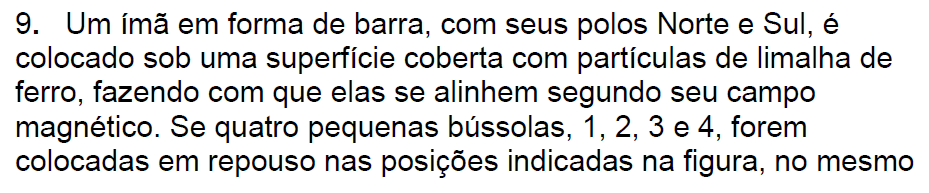 9. Um ímã em forma de barra, com seus polos Norte e Sul, é
colocado sob uma superfície coberta com partículas de limalha de
ferro, fazendo com que elas se alinhem segundo seu campo
magnético. Se quatro pequenas bússolas, 1, 2, 3 e 4, forem
colocadas em repouso nas posições indicadas na figura, no mesmo